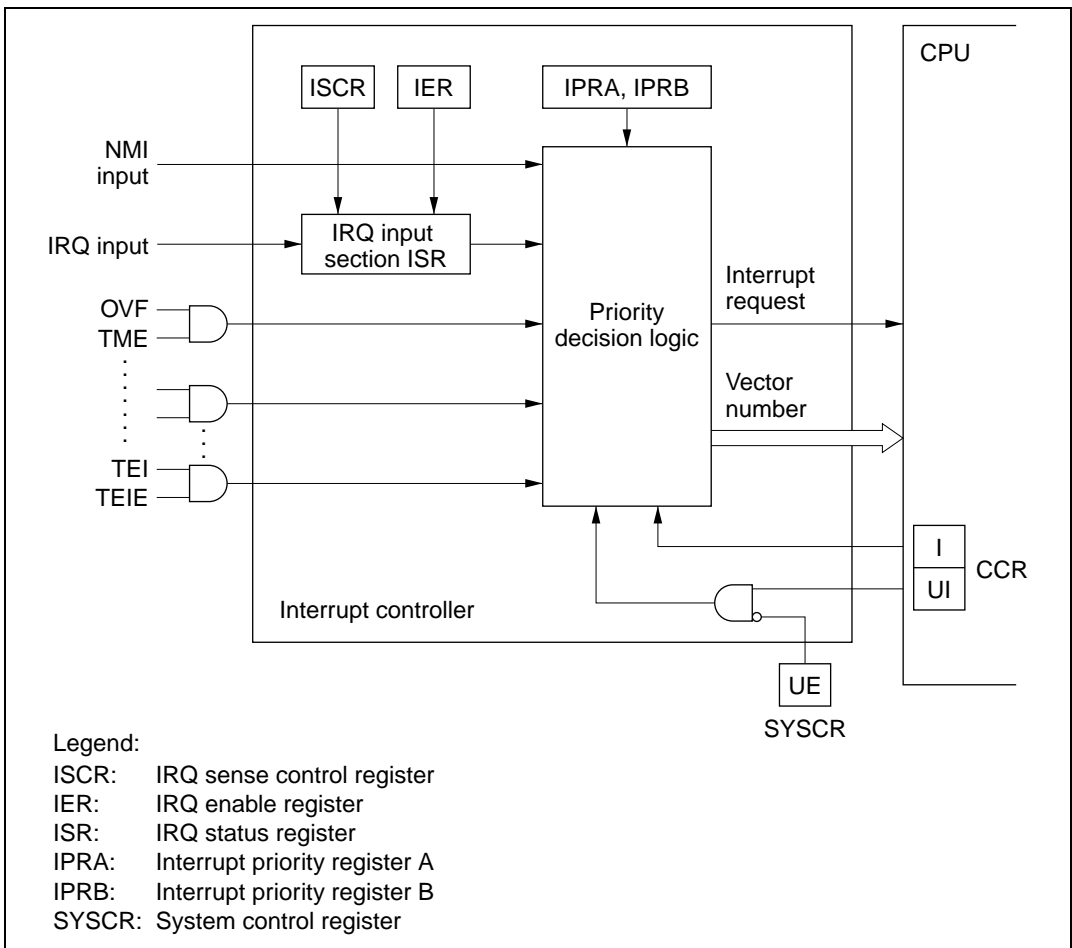 CPU
ISCR
IER
IPRA, IPRB
NMI
input
IRQ input
IRQ input
section ISR
OVF
TME
TEI
TEIE
Priority
decision logic
Interrupt
request
Vector
number
I
UI
CCR
Interrupt controller
UE
SYSCR
Legend:
ISCR: IRQ sense control register
IER: IRQ enable register
ISR: IRQ status register
IPRA: Interrupt priority register A
IPRB: Interrupt priority register B
SYSCR: System control register